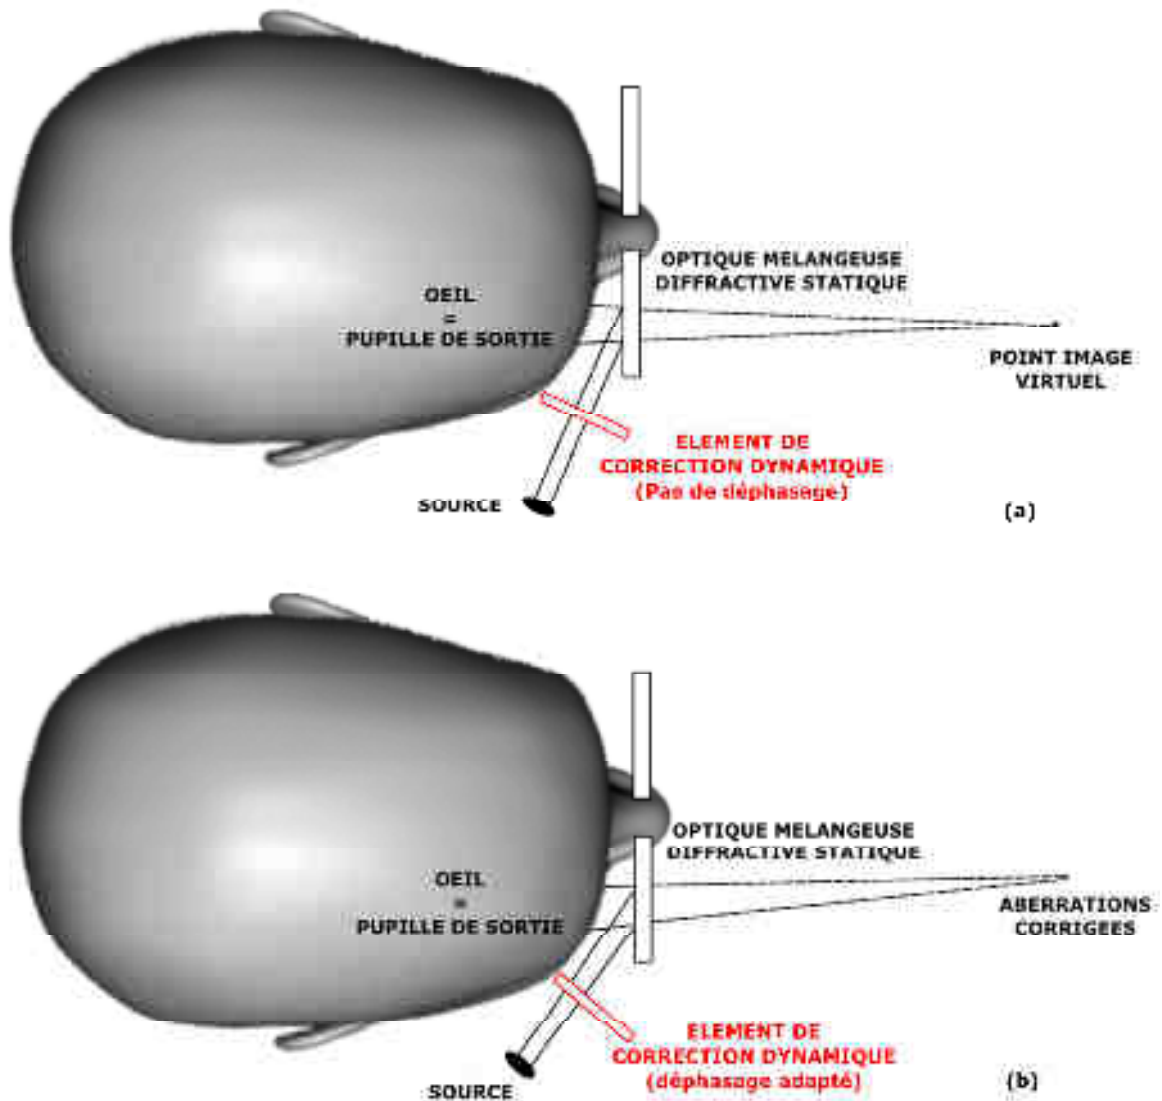 OPTIQUE MELANGEUSE
DIFFRACTIVE STATIQUE
OEIL
=
PUPILLE DE SORTIE
POINT IMAGE
VIRTUEL
ELEMENT DE
CORRECTION DYNAMIQUE
(Pas de déphasage)
SOURCE
(a)
OPTIQUE MELANGEUSE
DIFFRACTIVE STATIQUE
OEIL
=
PUPILLE DE SORTIE
ABERRATIONS
CORRIGEES
ELEMENT DE
CORRECTION DYNAMIQUE
(déphasage adapté)
SOURCE
(b)